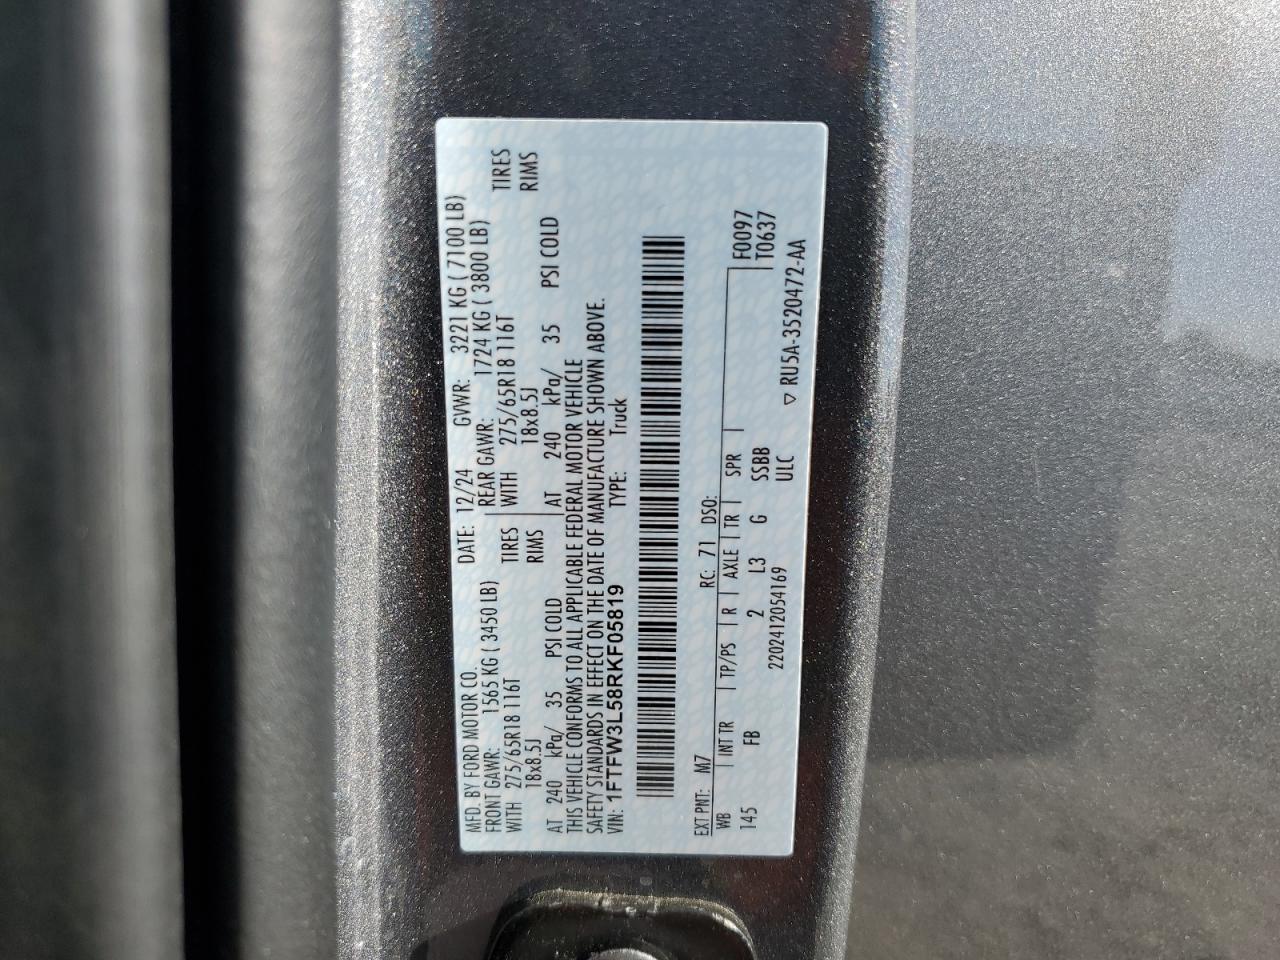 MFD. BY FORD MOTOR CO.
DATE: 12/24 GVWR: 3221 KG ( 7100 LB)
FRONT GAWR: 1565 KG ( 3450 LB) REAR GAWR: 1724 KG ( 3800 LB)
WITH 275/65R18 116T TIRES WITH 275/65R18 116T TIRES
18x8.5J RIMS 18x8.5J RIMS
AT 240 kPa/ 35 PSI COLD AT 240 kPa/ 35 PSI COLD
THIS VEHICLE CONFORMS TO ALL APPLICABLE FEDERAL MOTOR VEHICLE
SAFETY STANDARDS IN EFFECT ON THE DATE OF MANUFACTURE SHOWN ABOVE.
VIN: 1FTFW3L58RKF05819 TYPE: Truck
EXT PNT: M7 RC: 71 DSO:
WB INT TR TP/PS R AXLE TR SPR F0097
145 FB 2 L3 G SSBB T0637
2202412054169 ULC ▽ RU5A-3520472-AA